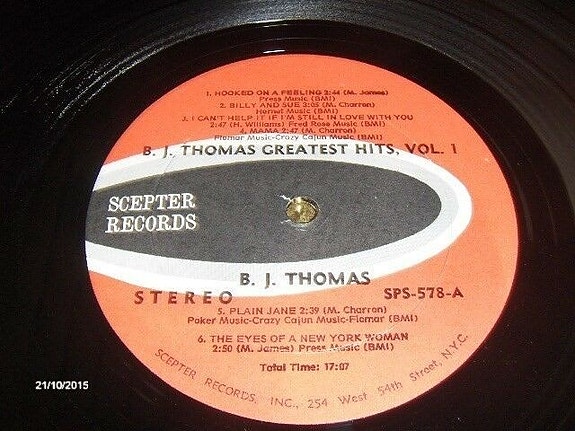 1. HOOKED ON A FEELING 2:44 (M. James)
Press Music (BMI)
2. BILLY AND SUE 3:05 (M. Charron)
Hornet Music (BMI)
3. I CAN'T HELP IT IF I'M STILL IN LOVE WITH YOU
2:47 (H. Williams) Fred Rose Music (BMI)
4. MAMA 2:47 (M. Charron)
Flomar Music-Crazy Cajun Music (BMI)
B. J. THOMAS GREATEST HITS, VOL. 1
SCEPTER
RECORDS
B. J. THOMAS
STEREO SPS-578-A
5. PLAIN JANE 2:39 (M. Charron)
Poker Music-Crazy Cajun Music-Flomar (BMI)
6. THE EYES OF A NEW YORK WOMAN
2:50 (M. James) Press Music (BMI)
Total Time: 17:07
SCEPTER RECORDS, INC., 254 West 54th Street, N.Y.C.
21/10/2015